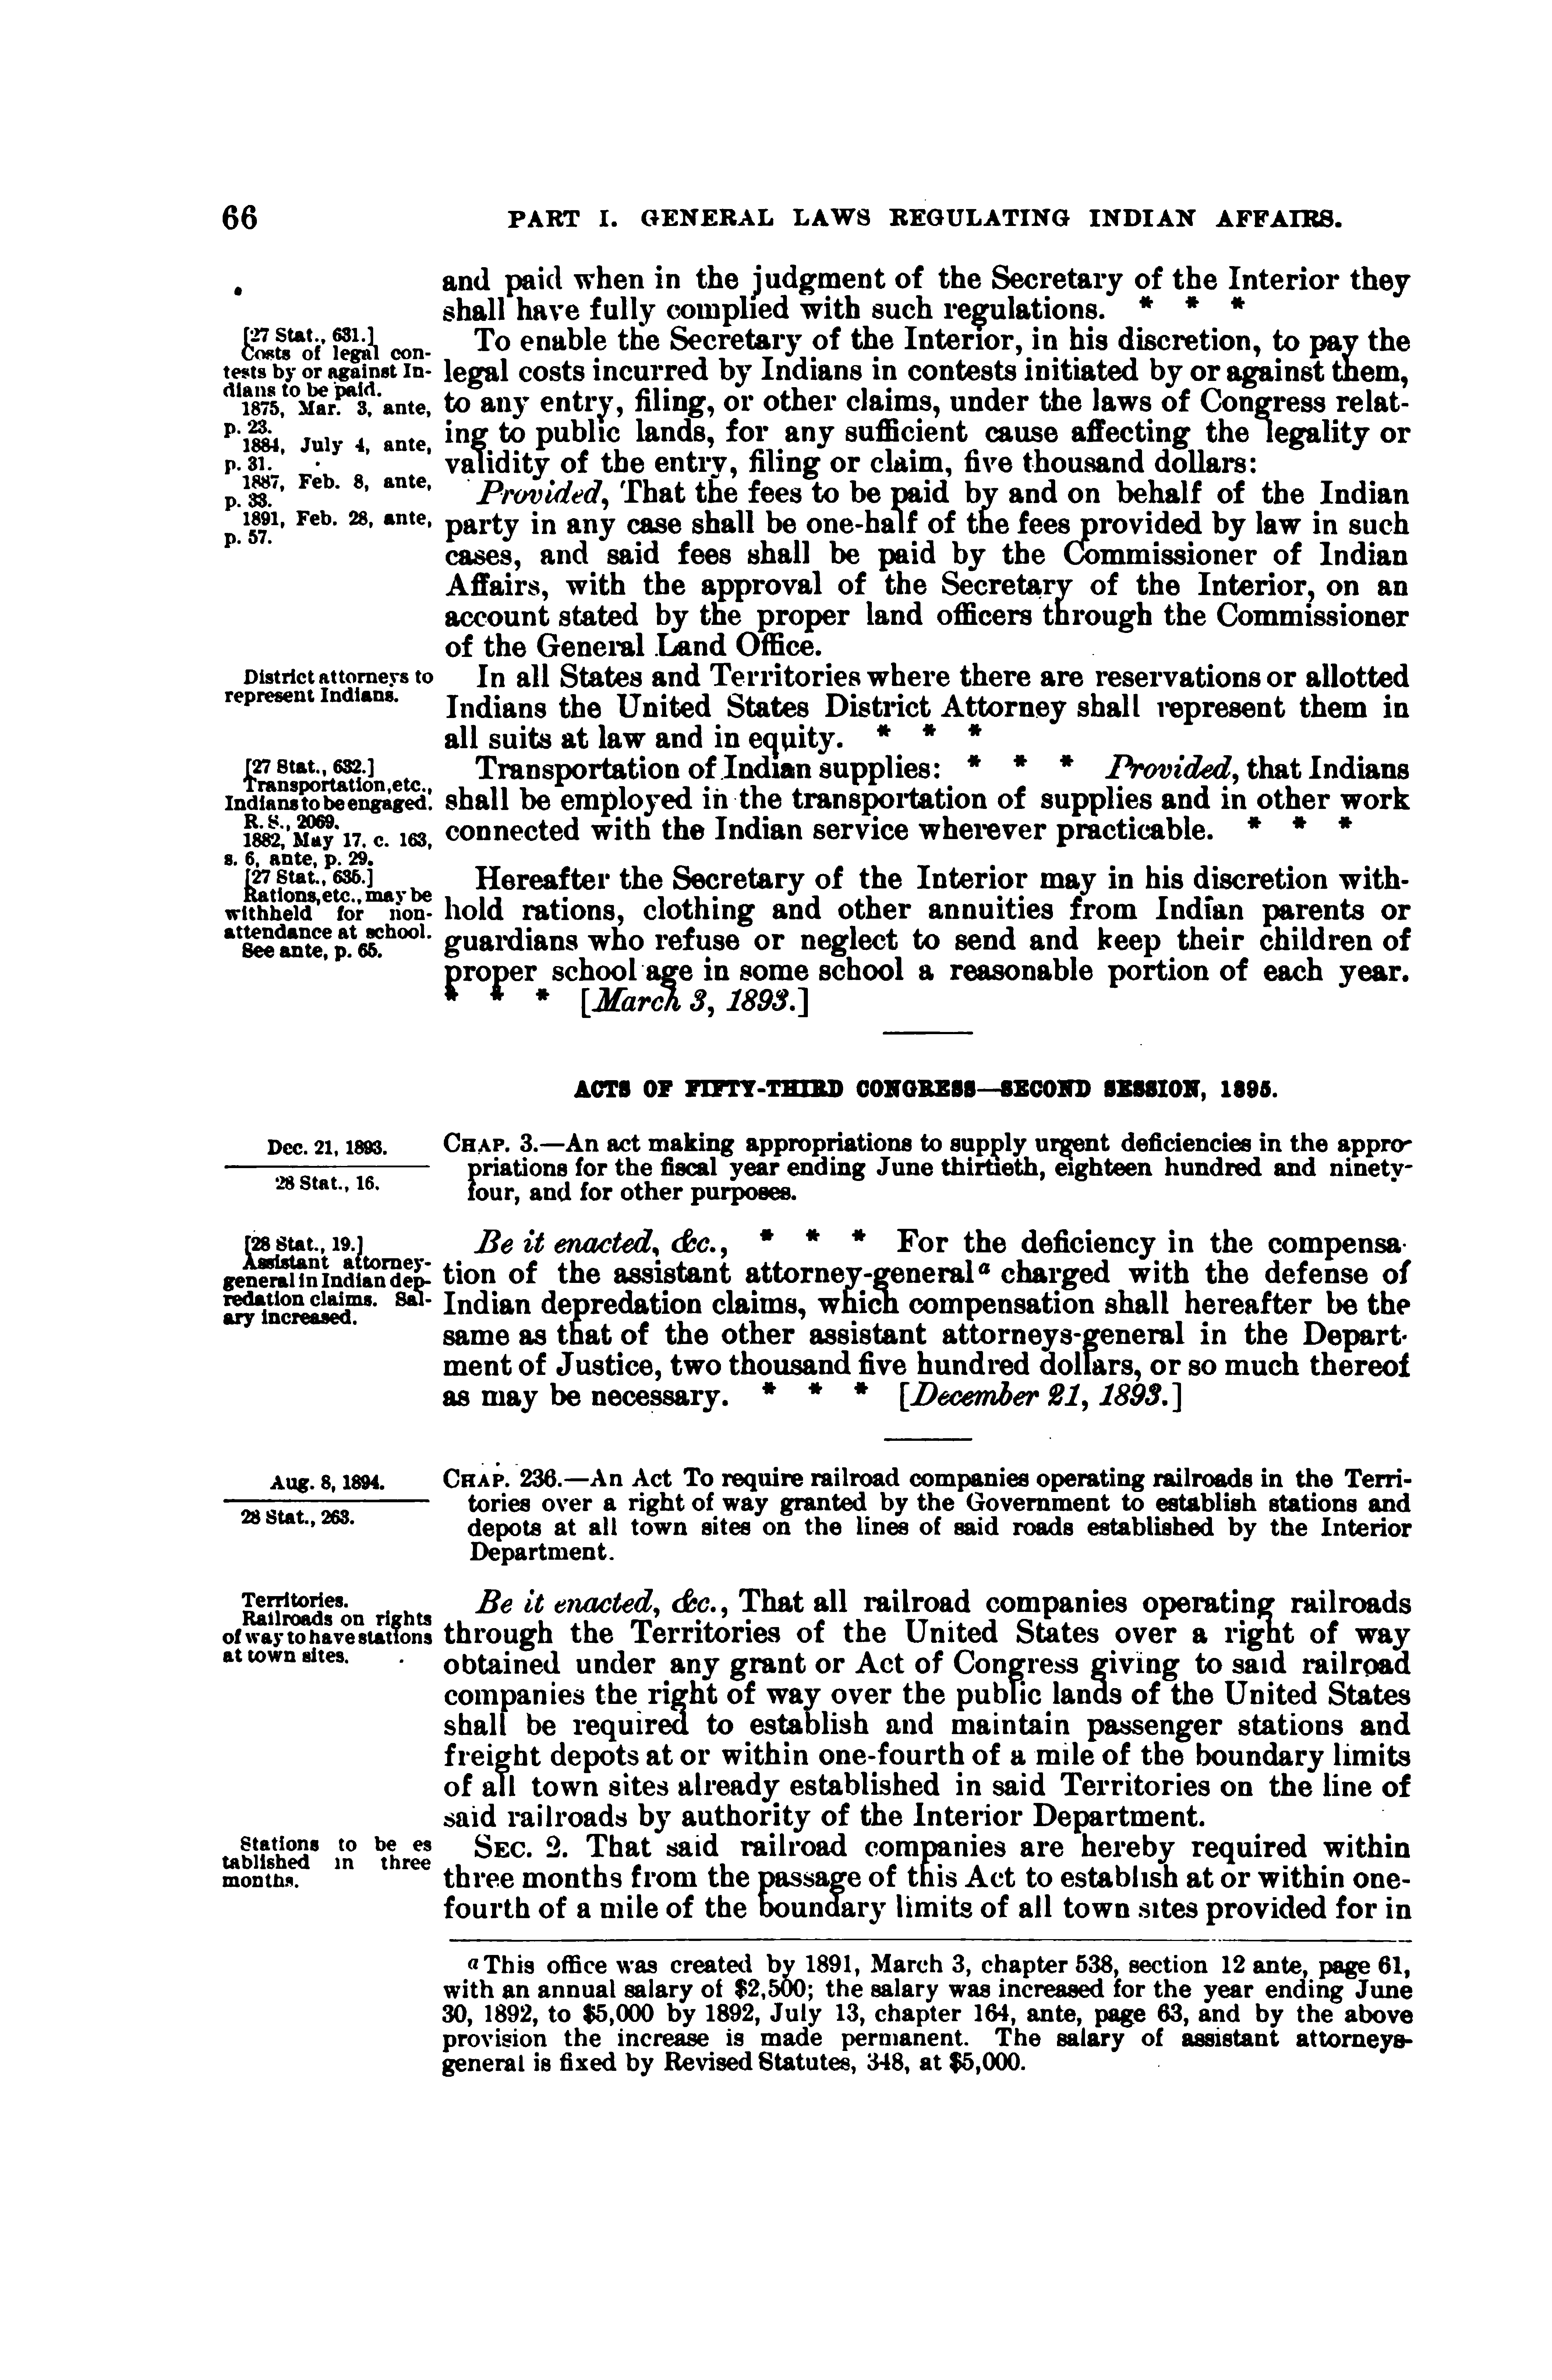 66
PART I. GENERAL LAWS REGULATING INDIAN AFFAIRS.
and paid when in the judgment of the Secretary of the Interior they
shall have fully complied with such regulations. * * *
[27 Stat., 631.]
Costs of legal con-
tests by or against In-
dians to be paid.
1875, Mar. 3, ante,
p. 23.
1884, July 4, ante,
p. 31.
1887, Feb. 8, ante,
p. 33.
1891, Feb. 28, ante,
p. 57.
To enable the Secretary of the Interior, in his discretion, to pay the
legal costs incurred by Indians in contests initiated by or against them,
to any entry, filing, or other claims, under the laws of Congress relat-
ing to public lands, for any sufficient cause affecting the legality or
validity of the entry, filing or claim, five thousand dollars:
Provided, That the fees to be paid by and on behalf of the Indian
party in any case shall be one-half of the fees provided by law in such
cases, and said fees shall be paid by the Commissioner of Indian
Affairs, with the approval of the Secretary of the Interior, on an
account stated by the proper land officers through the Commissioner
of the General Land Office.
District attorneys to
represent Indians.
In all States and Territories where there are reservations or allotted
Indians the United States District Attorney shall represent them in
all suits at law and in equity. * * *
[27 Stat., 632.]
Transportation, etc.,
Indians to be engaged.
R. S., 2069.
1882, May 17, c. 163,
s. 6, ante, p. 29.
Transportation of Indian supplies: * * * Provided, that Indians
shall be employed in the transportation of supplies and in other work
connected with the Indian service wherever practicable. * * *
[27 Stat., 635.]
Rations, etc., may be
withheld for non-
attendance at school.
See ante, p. 65.
Hereafter the Secretary of the Interior may in his discretion with-
hold rations, clothing and other annuities from Indian parents or
guardians who refuse or neglect to send and keep their children of
proper school age in some school a reasonable portion of each year.
* * * [March 3, 1893.]
ACTS OF FIFTY-THIRD CONGRESS—SECOND SESSION, 1895.
Dec. 21, 1893.
28 Stat., 16.
CHAP. 3.—An act making appropriations to supply urgent deficiencies in the appro-
priations for the fiscal year ending June thirtieth, eighteen hundred and ninety-
four, and for other purposes.
[28 Stat., 19.]
Assistant attorney-
general in Indian dep-
redation claims. Sal-
ary increased.
Be it enacted, &c., * * * For the deficiency in the compensa-
tion of the assistant attorney-general a charged with the defense of
Indian depredation claims, which compensation shall hereafter be the
same as that of the other assistant attorneys-general in the Depart-
ment of Justice, two thousand five hundred dollars, or so much thereof
as may be necessary. * * * [December 21, 1893.]
Aug. 8, 1894.
28 Stat., 263.
CHAP. 236.—An Act To require railroad companies operating railroads in the Terri-
tories over a right of way granted by the Government to establish stations and
depots at all town sites on the lines of said roads established by the Interior
Department.
Territories.
Railroads on rights
of way to have stations
at town sites.
Be it enacted, &c., That all railroad companies operating railroads
through the Territories of the United States over a right of way
obtained under any grant or Act of Congress giving to said railroad
companies the right of way over the public lands of the United States
shall be required to establish and maintain passenger stations and
freight depots at or within one-fourth of a mile of the boundary limits
of all town sites already established in said Territories on the line of
said railroads by authority of the Interior Department.
Stations to be es
tablished in three
months.
SEC. 2. That said railroad companies are hereby required within
three months from the passage of this Act to establish at or within one-
fourth of a mile of the boundary limits of all town sites provided for in
a This office was created by 1891, March 3, chapter 538, section 12 ante, page 61,
with an annual salary of $2,500; the salary was increased for the year ending June
30, 1892, to $5,000 by 1892, July 13, chapter 164, ante, page 63, and by the above
provision the increase is made permanent. The salary of assistant attorneys-
general is fixed by Revised Statutes, 348, at $5,000.